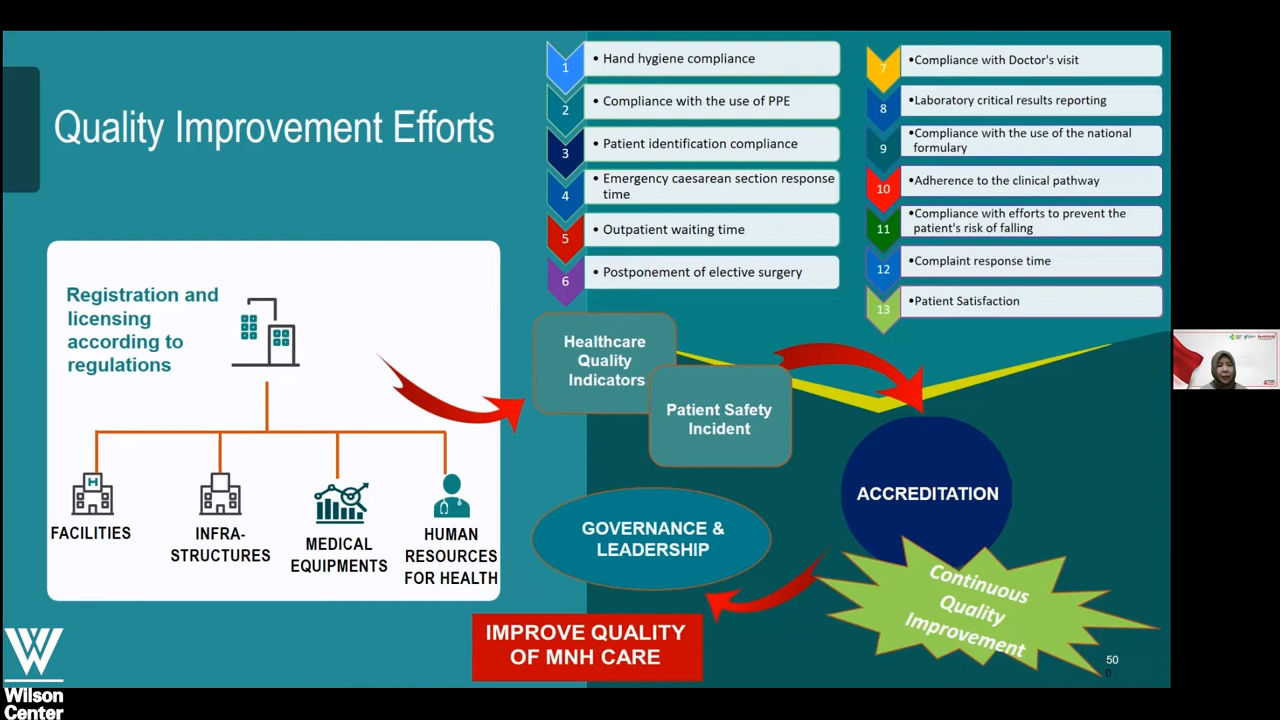 Quality Improvement Efforts
Registration and
licensing
according to
regulations
FACILITIES
INFRA-
STRUCTURES
MEDICAL
EQUIPMENTS
HUMAN
RESOURCES
FOR HEALTH
1
• Hand hygiene compliance
2
• Compliance with the use of PPE
3
• Patient identification compliance
4
• Emergency caesarean section response
time
5
• Outpatient waiting time
6
• Postponement of elective surgery
7
•Compliance with Doctor's visit
8
•Laboratory critical results reporting
9
•Compliance with the use of the national
formulary
10
•Adherence to the clinical pathway
11
•Compliance with efforts to prevent the
patient's risk of falling
12
•Complaint response time
13
•Patient Satisfaction
Healthcare
Quality
Indicators
Patient Safety
Incident
ACCREDITATION
Continuous
Quality
Improvement
GOVERNANCE &
LEADERSHIP
IMPROVE QUALITY
OF MNH CARE
50
0
H
Wilson
Center